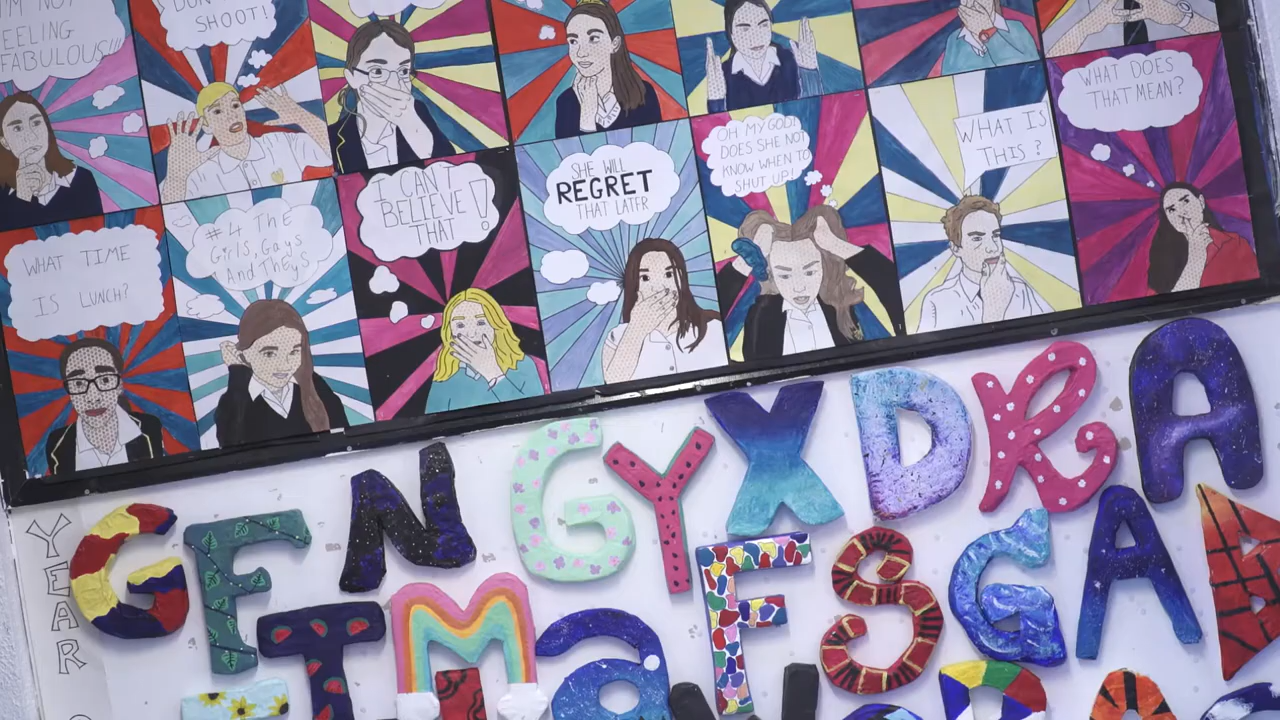 I'M NOT
FEELING
FABULOUS!!
DON'T
SHOOT!
WHAT TIME
IS LUNCH?
#4 THE
GIRLS, GAYS
AND THEYS
I CAN'T
BELIEVE
THAT!
SHE WILL
REGRET
THAT LATER
OH MY GOD!
DOES SHE NOT
KNOW WHEN TO
SHUT UP!
WHAT IS
THIS?
WHAT DOES
THAT MEAN?
G F N G Y X D R A
I M a F S G A
YEAR